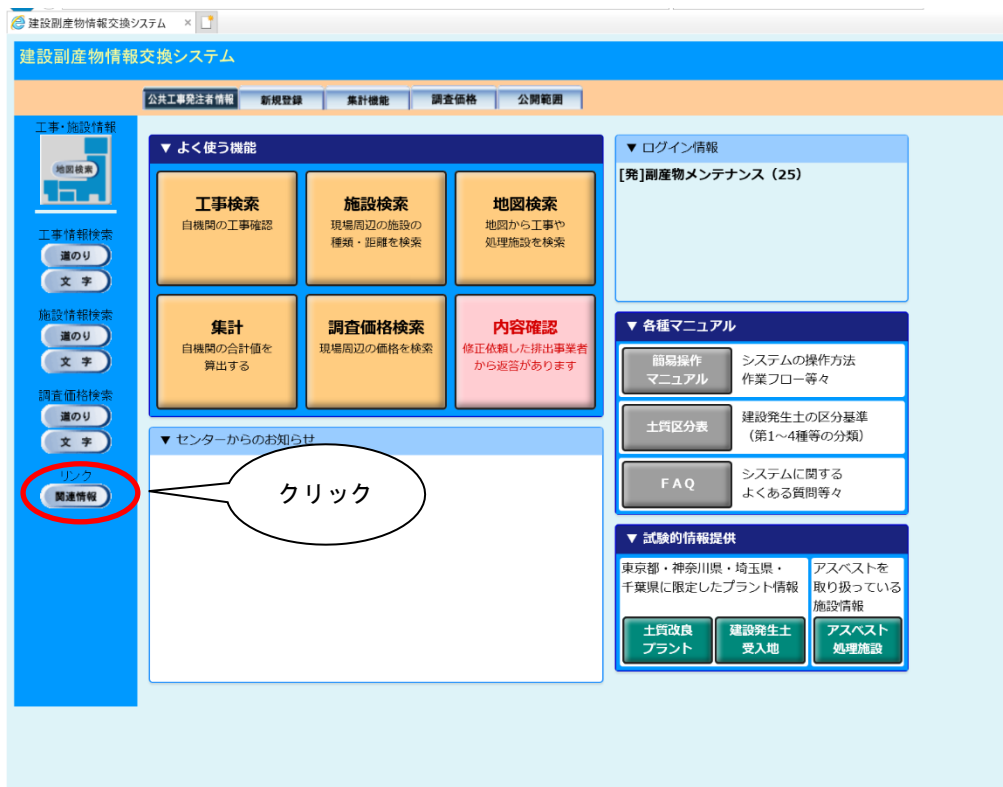 建設副産物情報交換システム ×
建設副産物情報交換システム
公共工事発注者情報 新規登録 集計機能 調査価格 公開範囲
工事・施設情報
地図検索
工事情報検索
道のり
文 字
施設情報検索
道のり
文 字
調査価格検索
道のり
文 字
リンク
関連情報
クリック
▼ よく使う機能
工事検索
自機関の工事確認
施設検索
現場周辺の施設の
種類・距離を検索
地図検索
地図から工事や
処理施設を検索
集計
自機関の合計値を
算出する
調査価格検索
現場周辺の価格を検索
内容確認
修正依頼した排出事業者
から返答があります
▼ センターからのお知らせ
▼ ログイン情報
[発]副産物メンテナンス（25）
▼ 各種マニュアル
簡易操作
マニュアル
システムの操作方法
作業フロー等々
土質区分表
建設発生土の区分基準
（第1～4種等の分類）
ＦＡＱ
システムに関する
よくある質問等々
▼ 試験的情報提供
東京都・神奈川県・埼玉県・
千葉県に限定したプラント情報
土質改良
プラント
建設発生土
受入地
アスベストを
取り扱っている
施設情報
アスベスト
処理施設